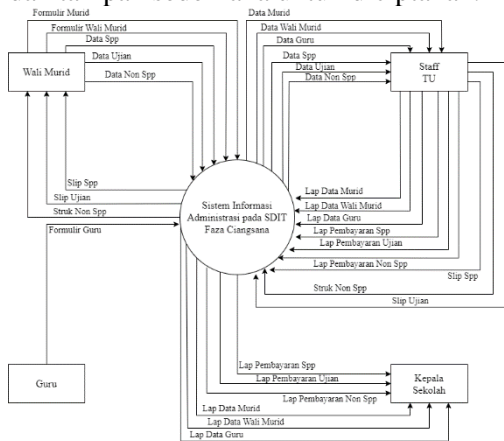 Formulir Murid
Formulir Wali Murid
Data Spp
Data Ujian
Data Non Spp
Wali Murid
Data Murid
Data Wali Murid
Data Guru
Data Spp
Data Ujian
Data Non Spp
Staff
TU
Slip Spp
Slip Ujian
Struk Non Spp
Formulir Guru
Sistem Informasi
Administrasi pada SDIT
Faza Ciangsana
Lap Data Murid
Lap Data Wali Murid
Lap Data Guru
Lap Pembayaran Spp
Lap Pembayaran Ujian
Lap Pembayaran Non Spp
Slip Spp
Struk Non Spp
Slip Ujian
Guru
Lap Pembayaran Spp
Lap Pembayaran Ujian
Lap Pembayaran Non Spp
Lap Data Murid
Lap Data Wali Murid
Lap Data Guru
Kepala
Sekolah